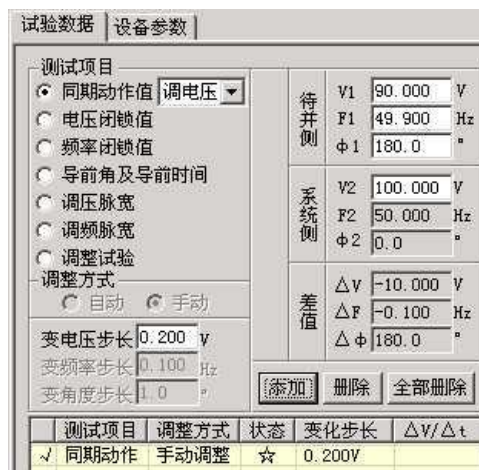 试验数据 设备参数
测试项目
同期动作值 调电压
电压闭锁值
频率闭锁值
导前角及导前时间
调压脉宽
调频脉宽
调整试验
调整方式
自动 手动
变电压步长 0.200 V
变频率步长 0.100 Hz
变角度步长 1.0 °
待并侧
V1 90.000 V
F1 49.900 Hz
Φ1 180.0 °
系统侧
V2 100.000 V
F2 50.000 Hz
Φ2 0.0 °
差值
△V -10.000 V
△F -0.100 Hz
△Φ 180.0 °
添加 删除 全部删除
测试项目 调整方式 状态 变化步长 △V/△t
√ 同期动作 手动调整 ☆ 0.200V